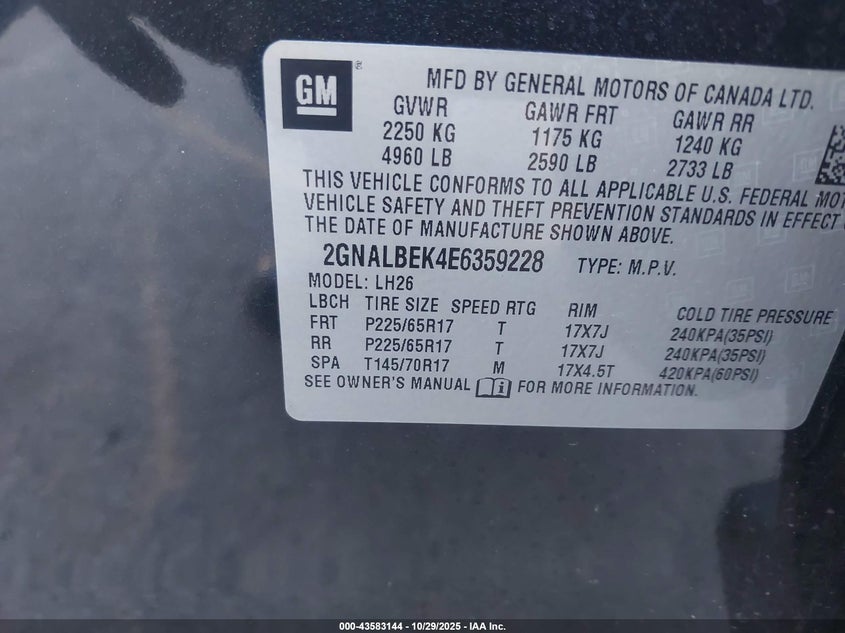 GM
MFD BY GENERAL MOTORS OF CANADA LTD.
GVWR GAWR FRT GAWR RR
2250 KG 1175 KG 1240 KG
4960 LB 2590 LB 2733 LB
THIS VEHICLE CONFORMS TO ALL APPLICABLE U.S. FEDERAL MOT
VEHICLE SAFETY AND THEFT PREVENTION STANDARDS IN EFFECT
THE DATE OF MANUFACTURE SHOWN ABOVE.
2GNALBEK4E6359228 TYPE: M.P.V.
MODEL: LH26
LBCH TIRE SIZE SPEED RTG RIM COLD TIRE PRESSURE
FRT P225/65R17 T 17X7J 240KPA(35PSI)
RR P225/65R17 T 17X7J 240KPA(35PSI)
SPA T145/70R17 M 17X4.5T 420KPA(60PSI)
SEE OWNER'S MANUAL i FOR MORE INFORMATION.
000-43583144 - 10/29/2025 - IAA Inc.